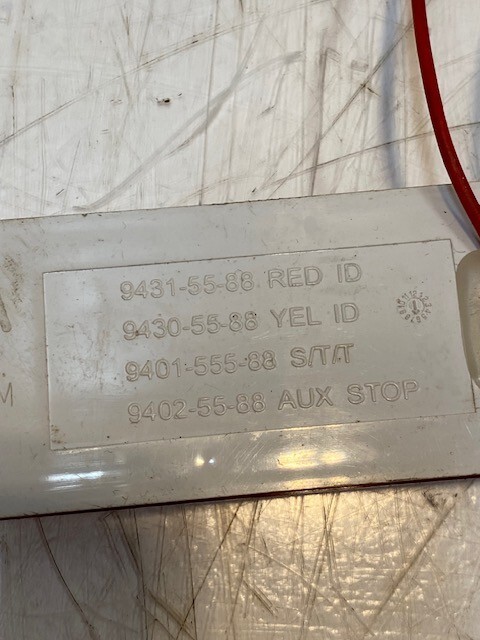 9431-55-88 RED ID
9430-55-88 YEL ID
9401-555-88 S/T/T
M
9402-55-88 AUX STOP